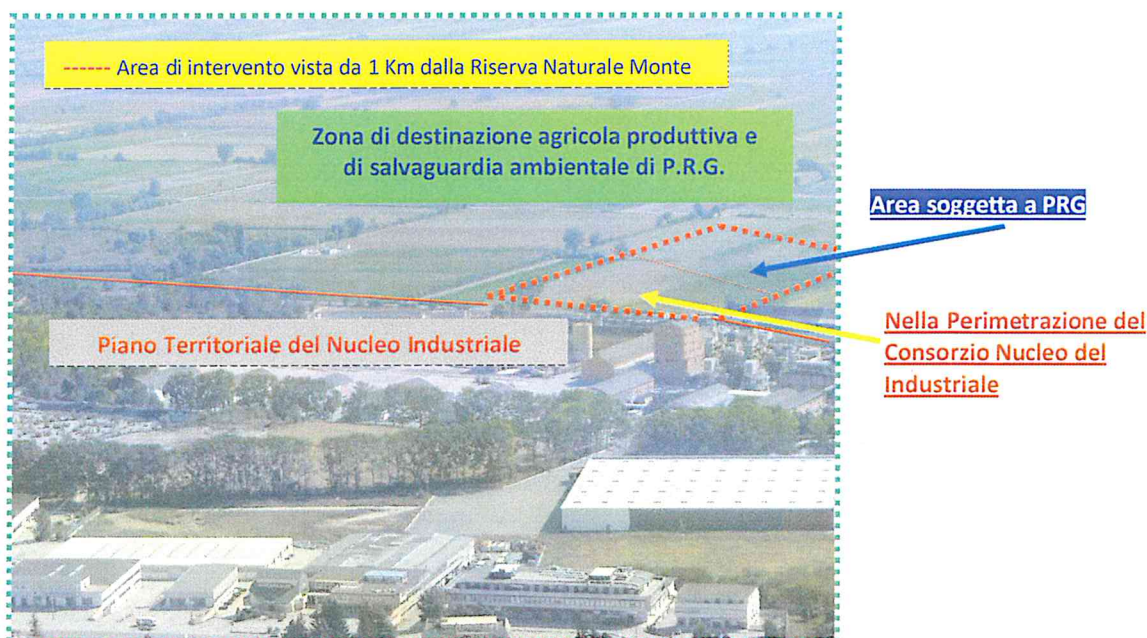 ------ Area di intervento vista da 1 Km dalla Riserva Naturale Monte
Zona di destinazione agricola produttiva e
di salvaguardia ambientale di P.R.G.
Area soggetta a PRG
Piano Territoriale del Nucleo Industriale
Nella Perimetrazione del
Consorzio Nucleo del
Industriale